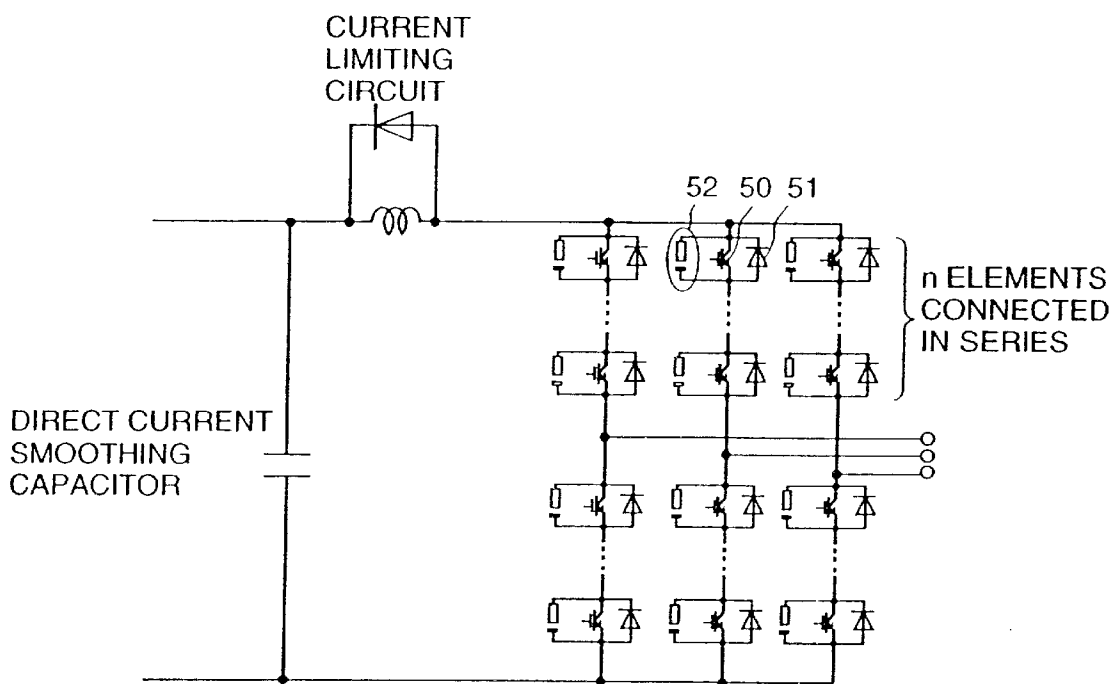 CURRENT
LIMITING
CIRCUIT
52 50 51
n ELEMENTS
CONNECTED
IN SERIES
DIRECT CURRENT
SMOOTHING
CAPACITOR